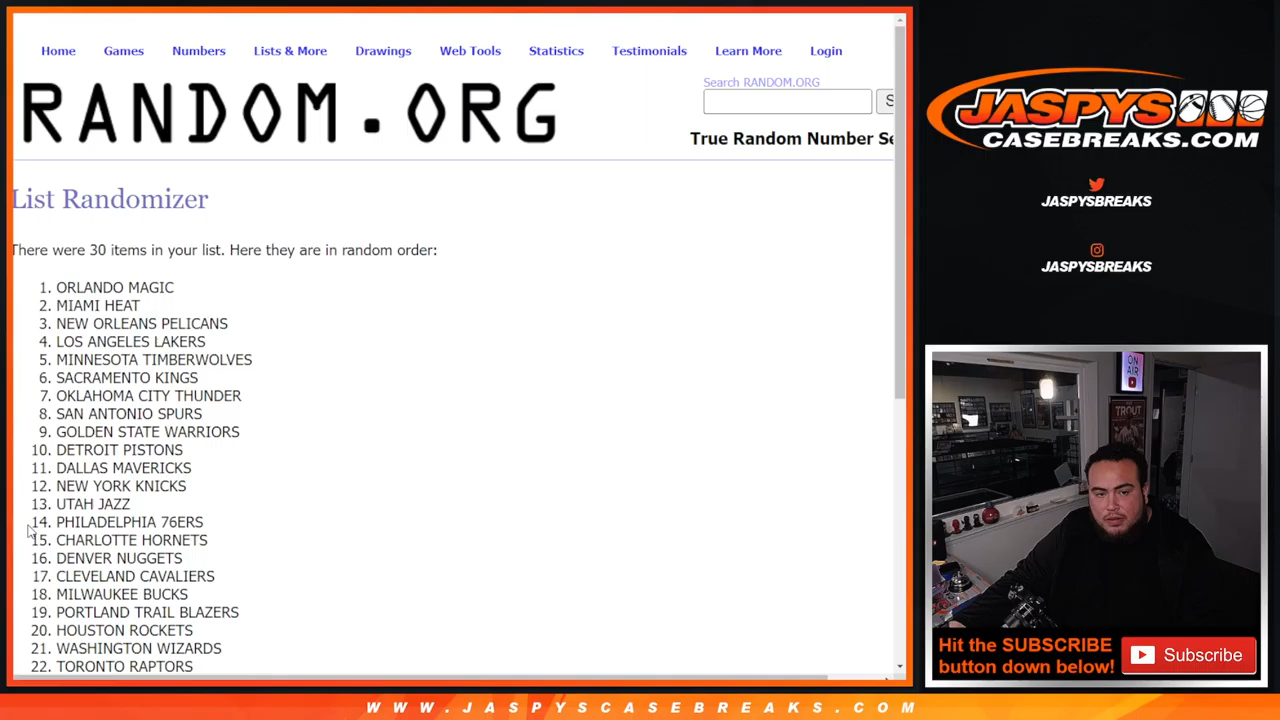 Home Games Numbers Lists & More Drawings Web Tools Statistics Testimonials Learn More Login
Search RANDOM.ORG
RANDOM.ORG
True Random Number Se
List Randomizer
There were 30 items in your list. Here they are in random order:
1. ORLANDO MAGIC
2. MIAMI HEAT
3. NEW ORLEANS PELICANS
4. LOS ANGELES LAKERS
5. MINNESOTA TIMBERWOLVES
6. SACRAMENTO KINGS
7. OKLAHOMA CITY THUNDER
8. SAN ANTONIO SPURS
9. GOLDEN STATE WARRIORS
10. DETROIT PISTONS
11. DALLAS MAVERICKS
12. NEW YORK KNICKS
13. UTAH JAZZ
14. PHILADELPHIA 76ERS
15. CHARLOTTE HORNETS
16. DENVER NUGGETS
17. CLEVELAND CAVALIERS
18. MILWAUKEE BUCKS
19. PORTLAND TRAIL BLAZERS
20. HOUSTON ROCKETS
21. WASHINGTON WIZARDS
22. TORONTO RAPTORS
JASPYS
CASEBREAKS.COM
JASPYSBREAKS
JASPYSBREAKS
ON
AIR
TROUT
Hit the SUBSCRIBE
button down below!
Subscribe
WWW.JASPYSCASEBREAKS.COM